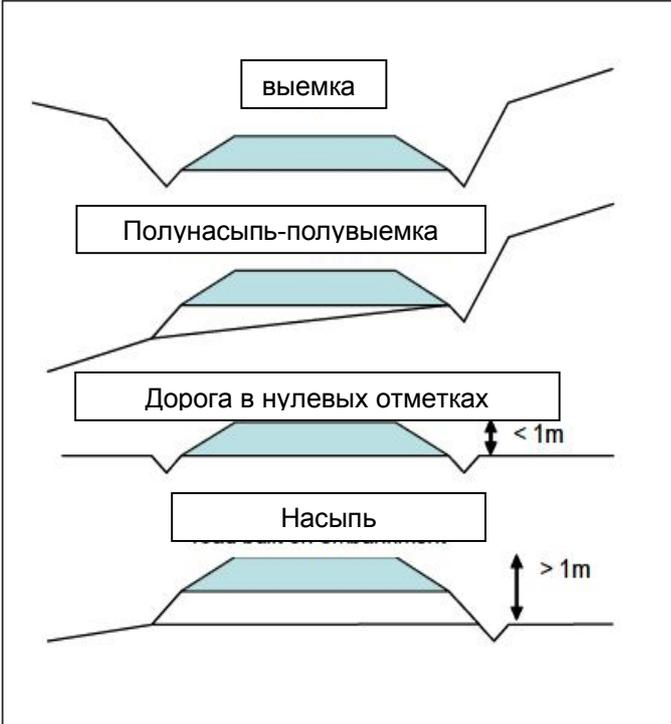 выемка
Полунасыпь-полувыемка
Дорога в нулевых отметках
< 1m
Насыпь
> 1m